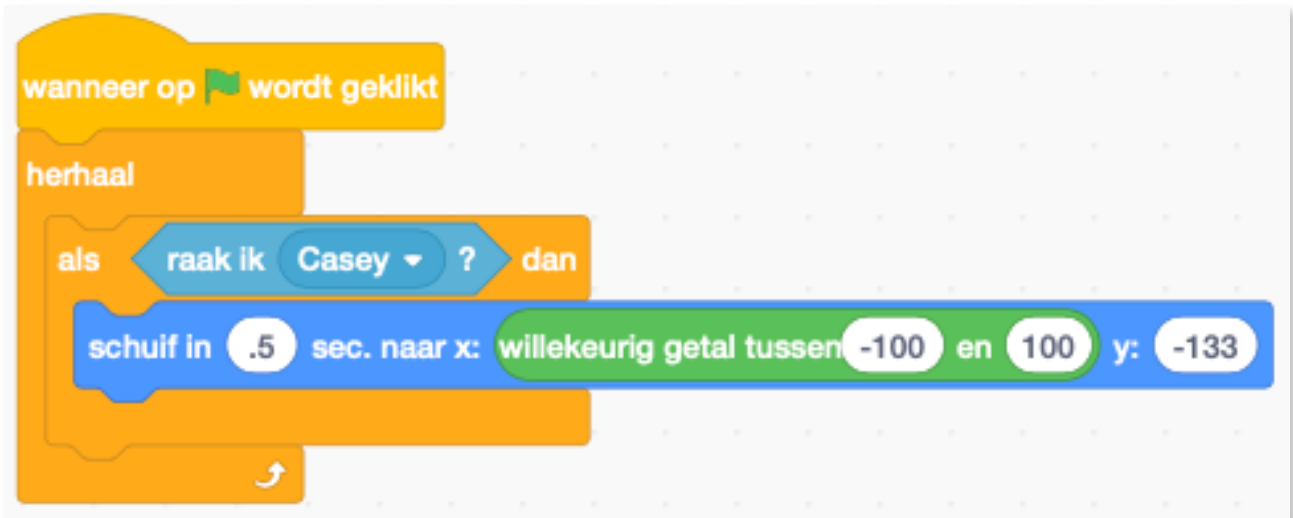 wanneer op wordt geklikt
herhaal
als raak ik Casey ? dan
schuif in .5 sec. naar x: willekeurig getal tussen -100 en 100 y: -133